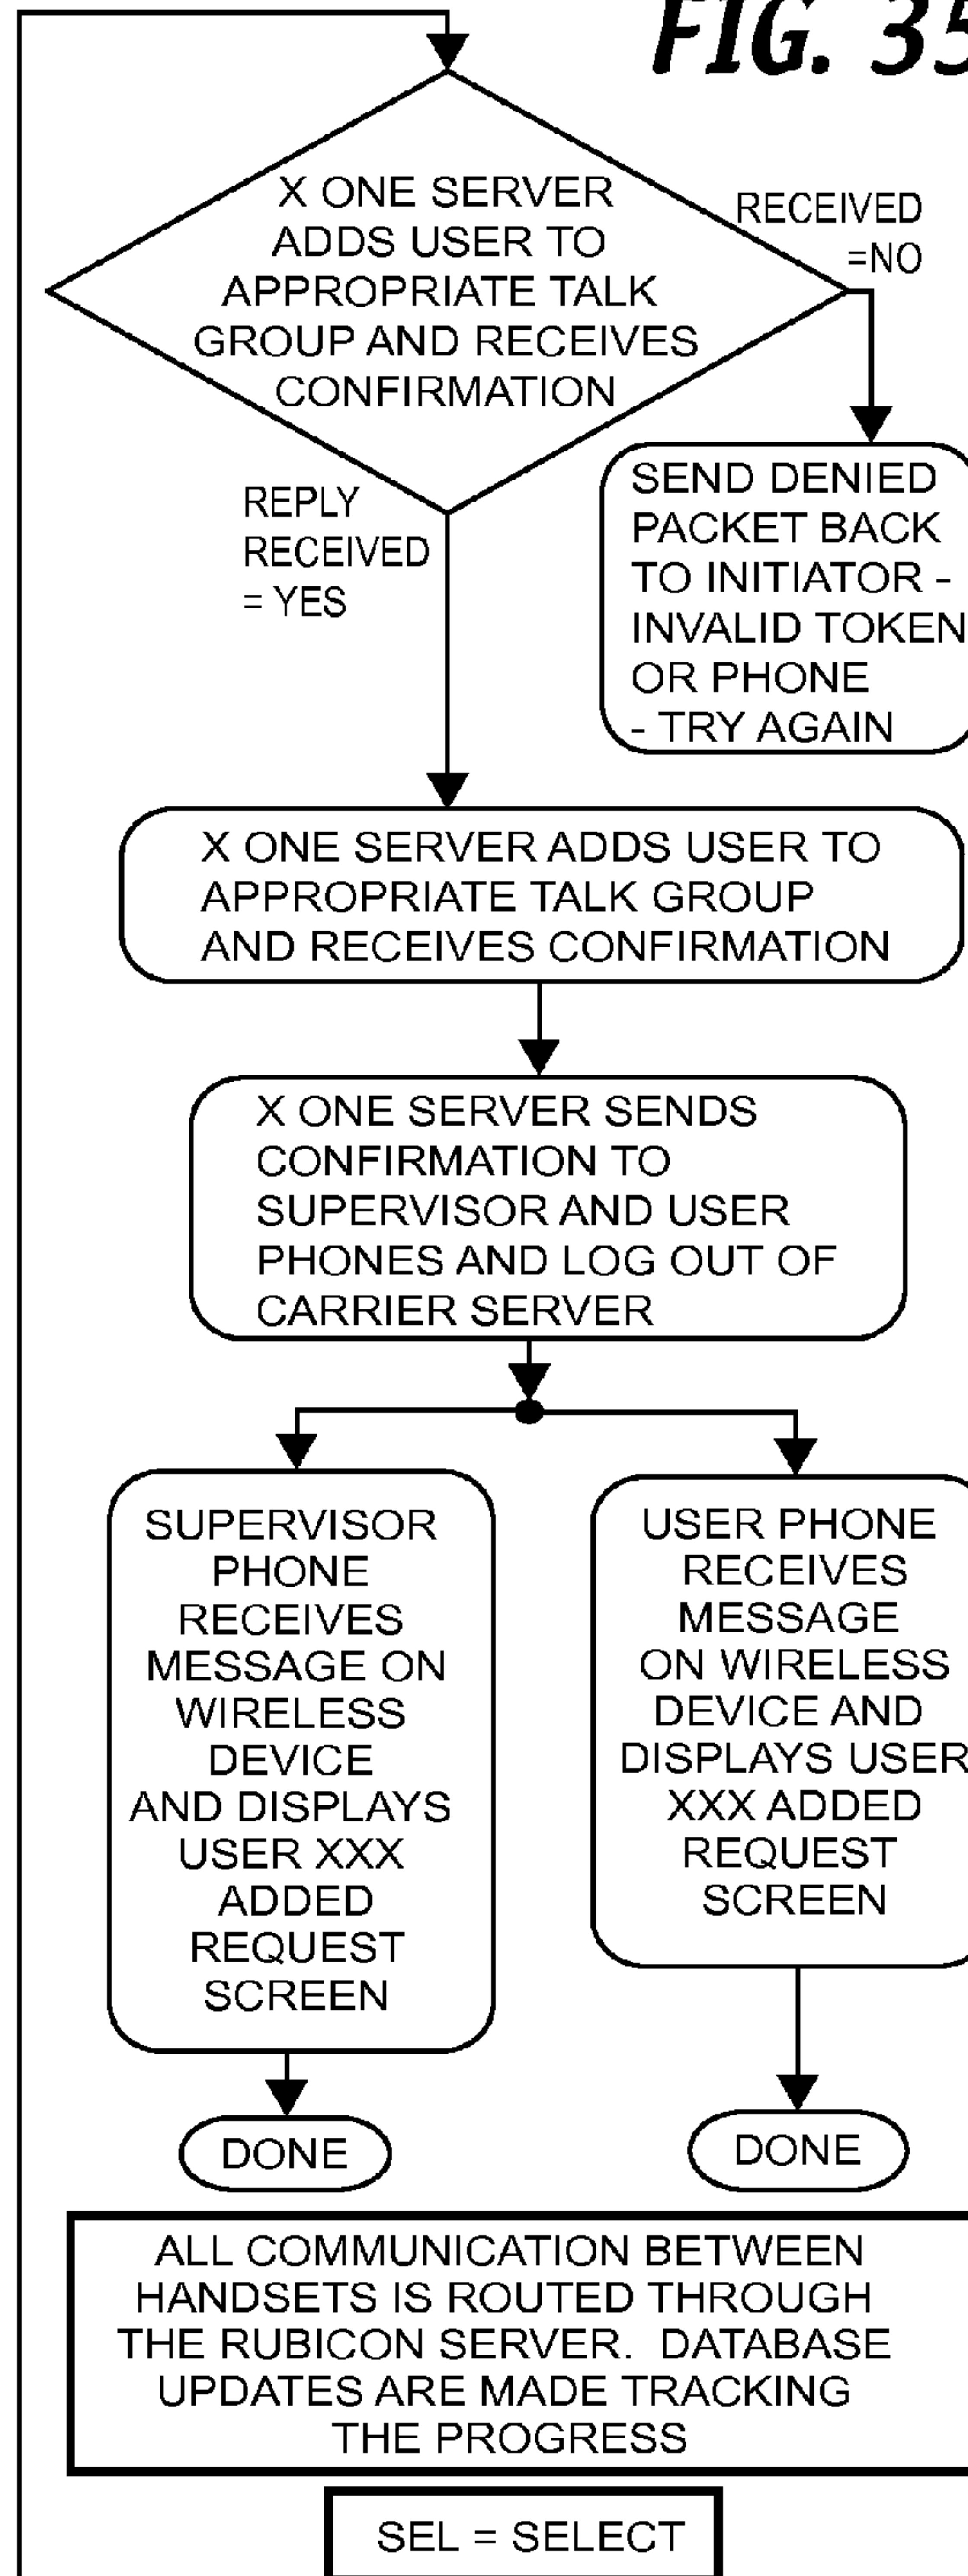 FIG. 35
X ONE SERVER
ADDS USER TO
APPROPRIATE TALK
GROUP AND RECEIVES
CONFIRMATION
RECEIVED
=NO
REPLY
RECEIVED
= YES
SEND DENIED
PACKET BACK
TO INITIATOR -
INVALID TOKEN
OR PHONE
- TRY AGAIN
X ONE SERVER ADDS USER TO
APPROPRIATE TALK GROUP
AND RECEIVES CONFIRMATION
X ONE SERVER SENDS
CONFIRMATION TO
SUPERVISOR AND USER
PHONES AND LOG OUT OF
CARRIER SERVER
SUPERVISOR
PHONE
RECEIVES
MESSAGE ON
WIRELESS
DEVICE
AND DISPLAYS
USER XXX
ADDED
REQUEST
SCREEN
USER PHONE
RECEIVES
MESSAGE
ON WIRELESS
DEVICE AND
DISPLAYS USER
XXX ADDED
REQUEST
SCREEN
DONE
DONE
ALL COMMUNICATION BETWEEN
HANDSETS IS ROUTED THROUGH
THE RUBICON SERVER. DATABASE
UPDATES ARE MADE TRACKING
THE PROGRESS
SEL = SELECT